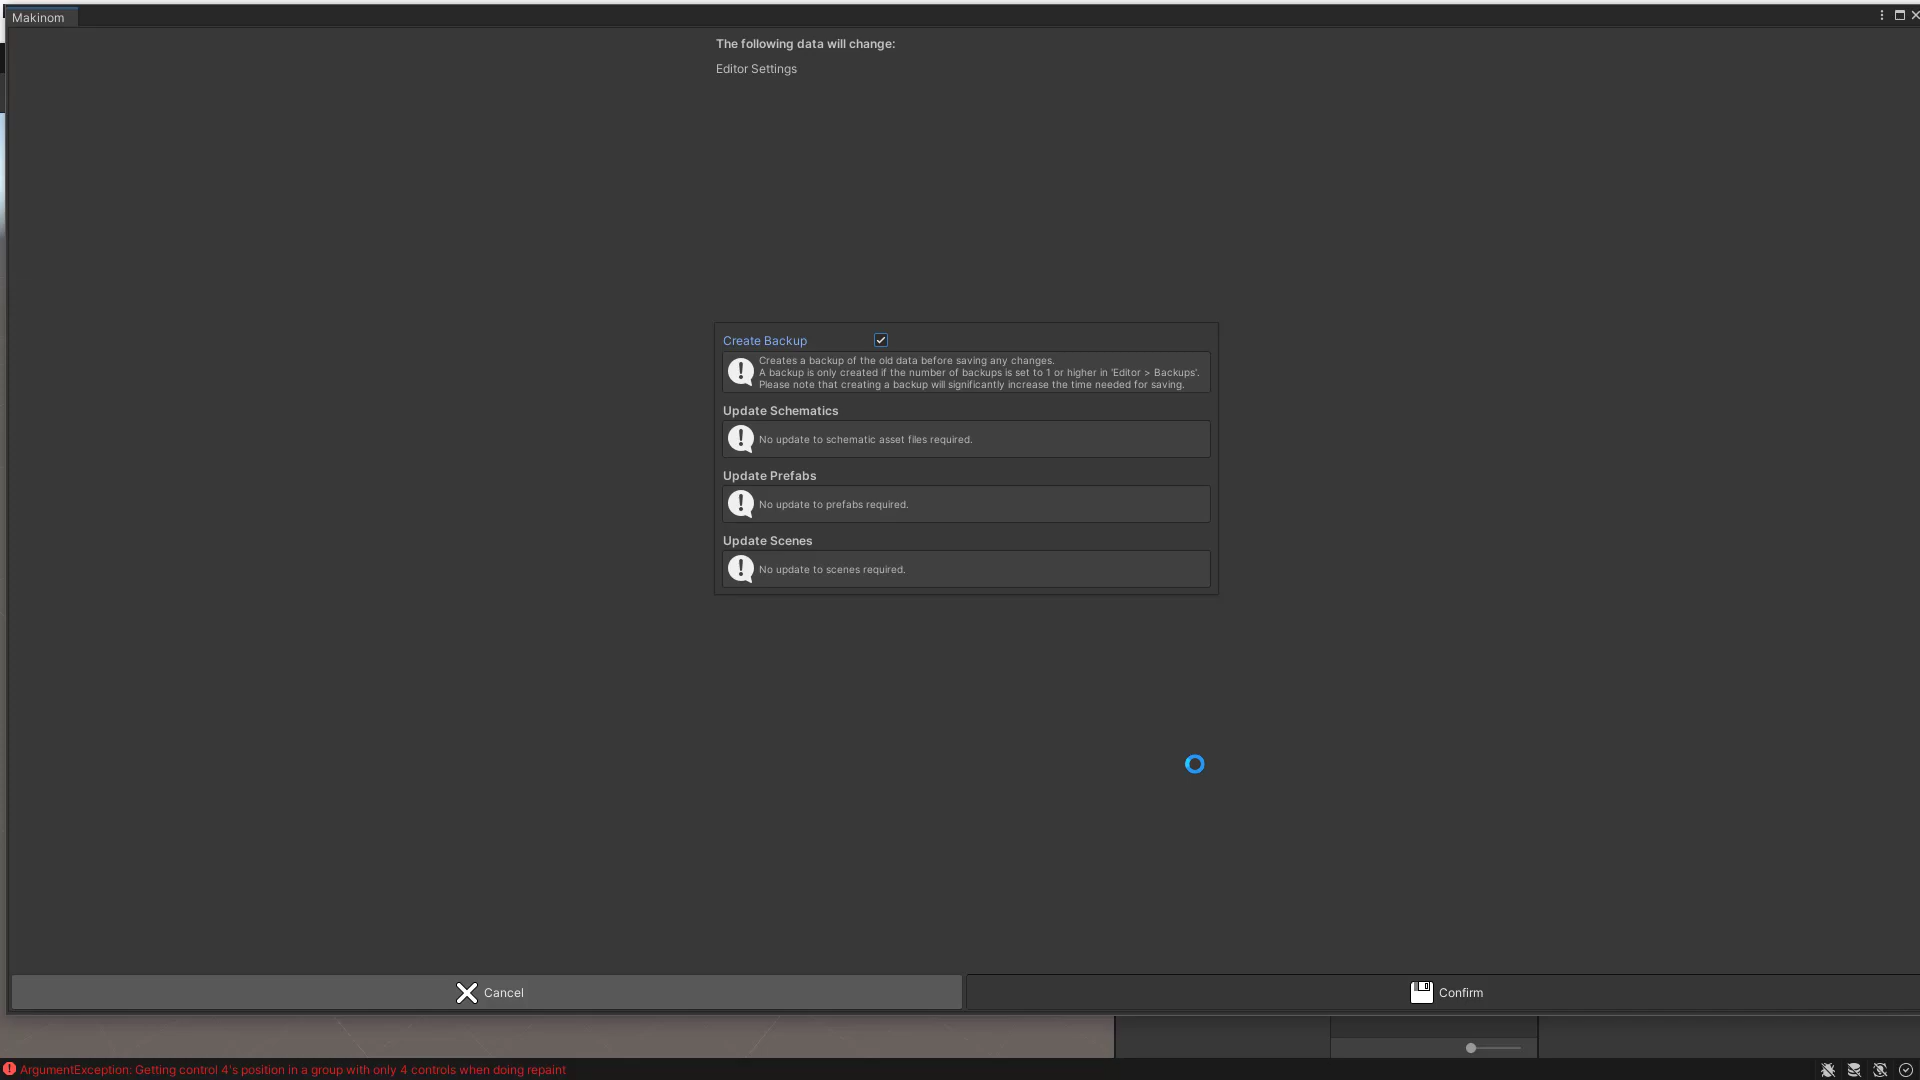 Makinom
The following data will change:
Editor Settings
Create Backup
Creates a backup of the old data before saving any changes.
A backup is only created if the number of backups is set to 1 or higher in 'Editor > Backups'.
Please note that creating a backup will significantly increase the time needed for saving.
Update Schematics
No update to schematic asset files required.
Update Prefabs
No update to prefabs required.
Update Scenes
No update to scenes required.
Cancel
Confirm
ArgumentException: Getting control 4's position in a group with only 4 controls when doing repaint